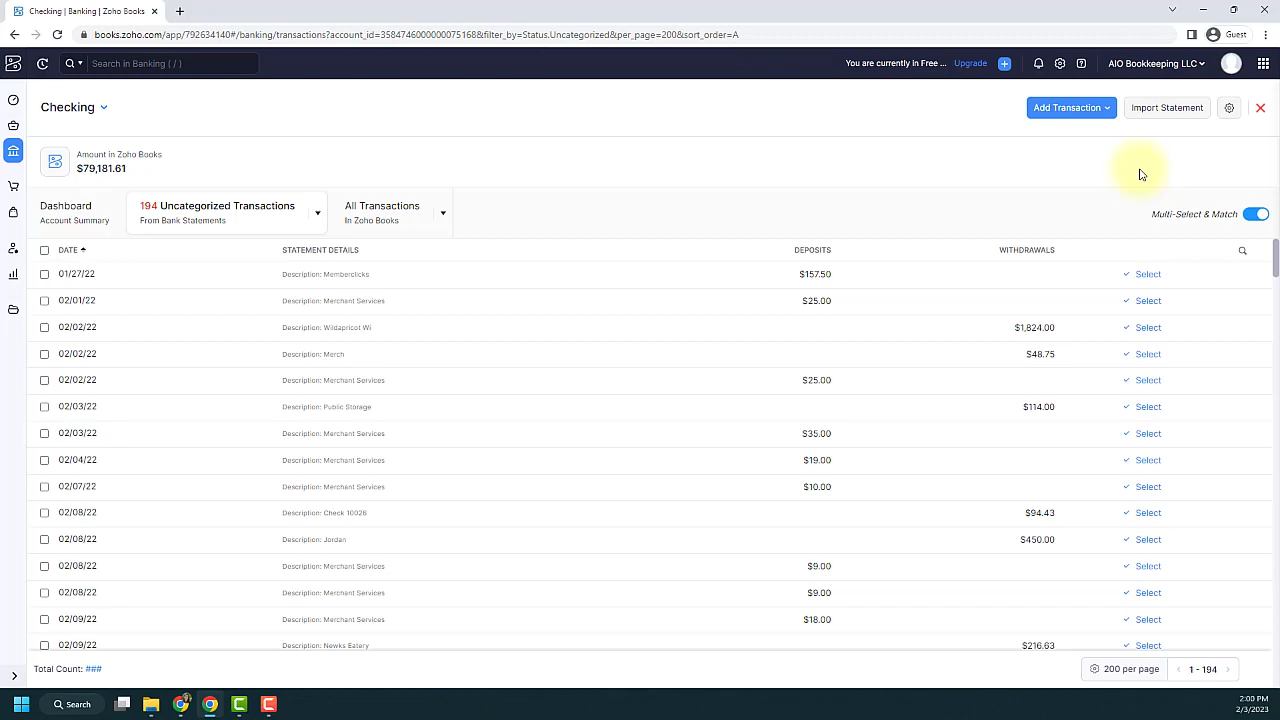 Checking | Banking | Zoho Books
books.zoho.com/app/792634140#/banking/transactions?account_id=3584746000000075168&filter_by=Status.Uncategorized&per_page=200&sort_order=A
Guest
Search in Banking ( / )
You are currently in Free ... Upgrade
AIO Bookkeeping LLC
Checking
Add Transaction
Import Statement
Amount in Zoho Books
$79,181.61
Dashboard
Account Summary
194 Uncategorized Transactions
From Bank Statements
All Transactions
In Zoho Books
Multi-Select & Match
DATE STATEMENT DETAILS DEPOSITS WITHDRAWALS
01/27/22 Description: Memberclicks $157.50 Select
02/01/22 Description: Merchant Services $25.00 Select
02/02/22 Description: Wildapricot Wi $1,824.00 Select
02/02/22 Description: Merch $48.75 Select
02/02/22 Description: Merchant Services $25.00 Select
02/03/22 Description: Public Storage $114.00 Select
02/03/22 Description: Merchant Services $35.00 Select
02/04/22 Description: Merchant Services $19.00 Select
02/07/22 Description: Merchant Services $10.00 Select
02/08/22 Description: Check 10026 $94.43 Select
02/08/22 Description: Jordan $450.00 Select
02/08/22 Description: Merchant Services $9.00 Select
02/08/22 Description: Merchant Services $9.00 Select
02/09/22 Description: Merchant Services $18.00 Select
02/09/22 Description: Newks Eatery $216.63 Select
Total Count: ###
200 per page
1 - 194
Search
2:00 PM
2/3/2023